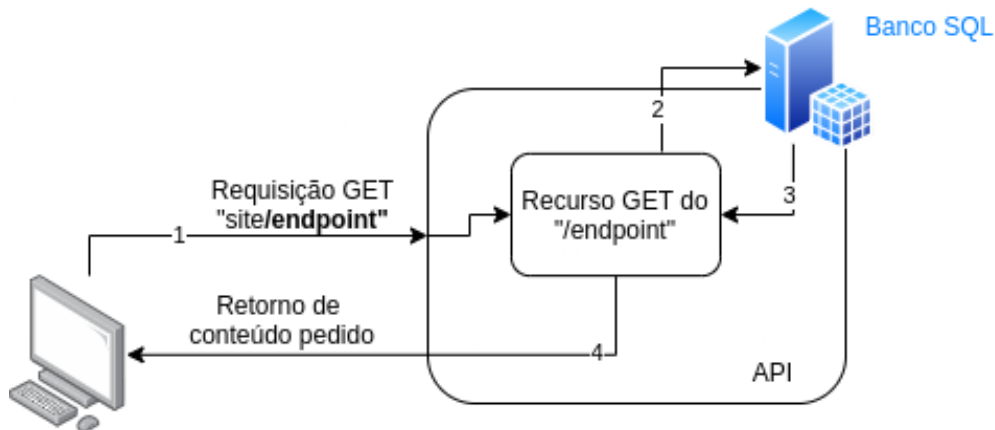 Banco SQL
2
Requisição GET
"site/endpoint"
1
Recurso GET do
"/endpoint"
3
Retorno de
conteúdo pedido
4
API